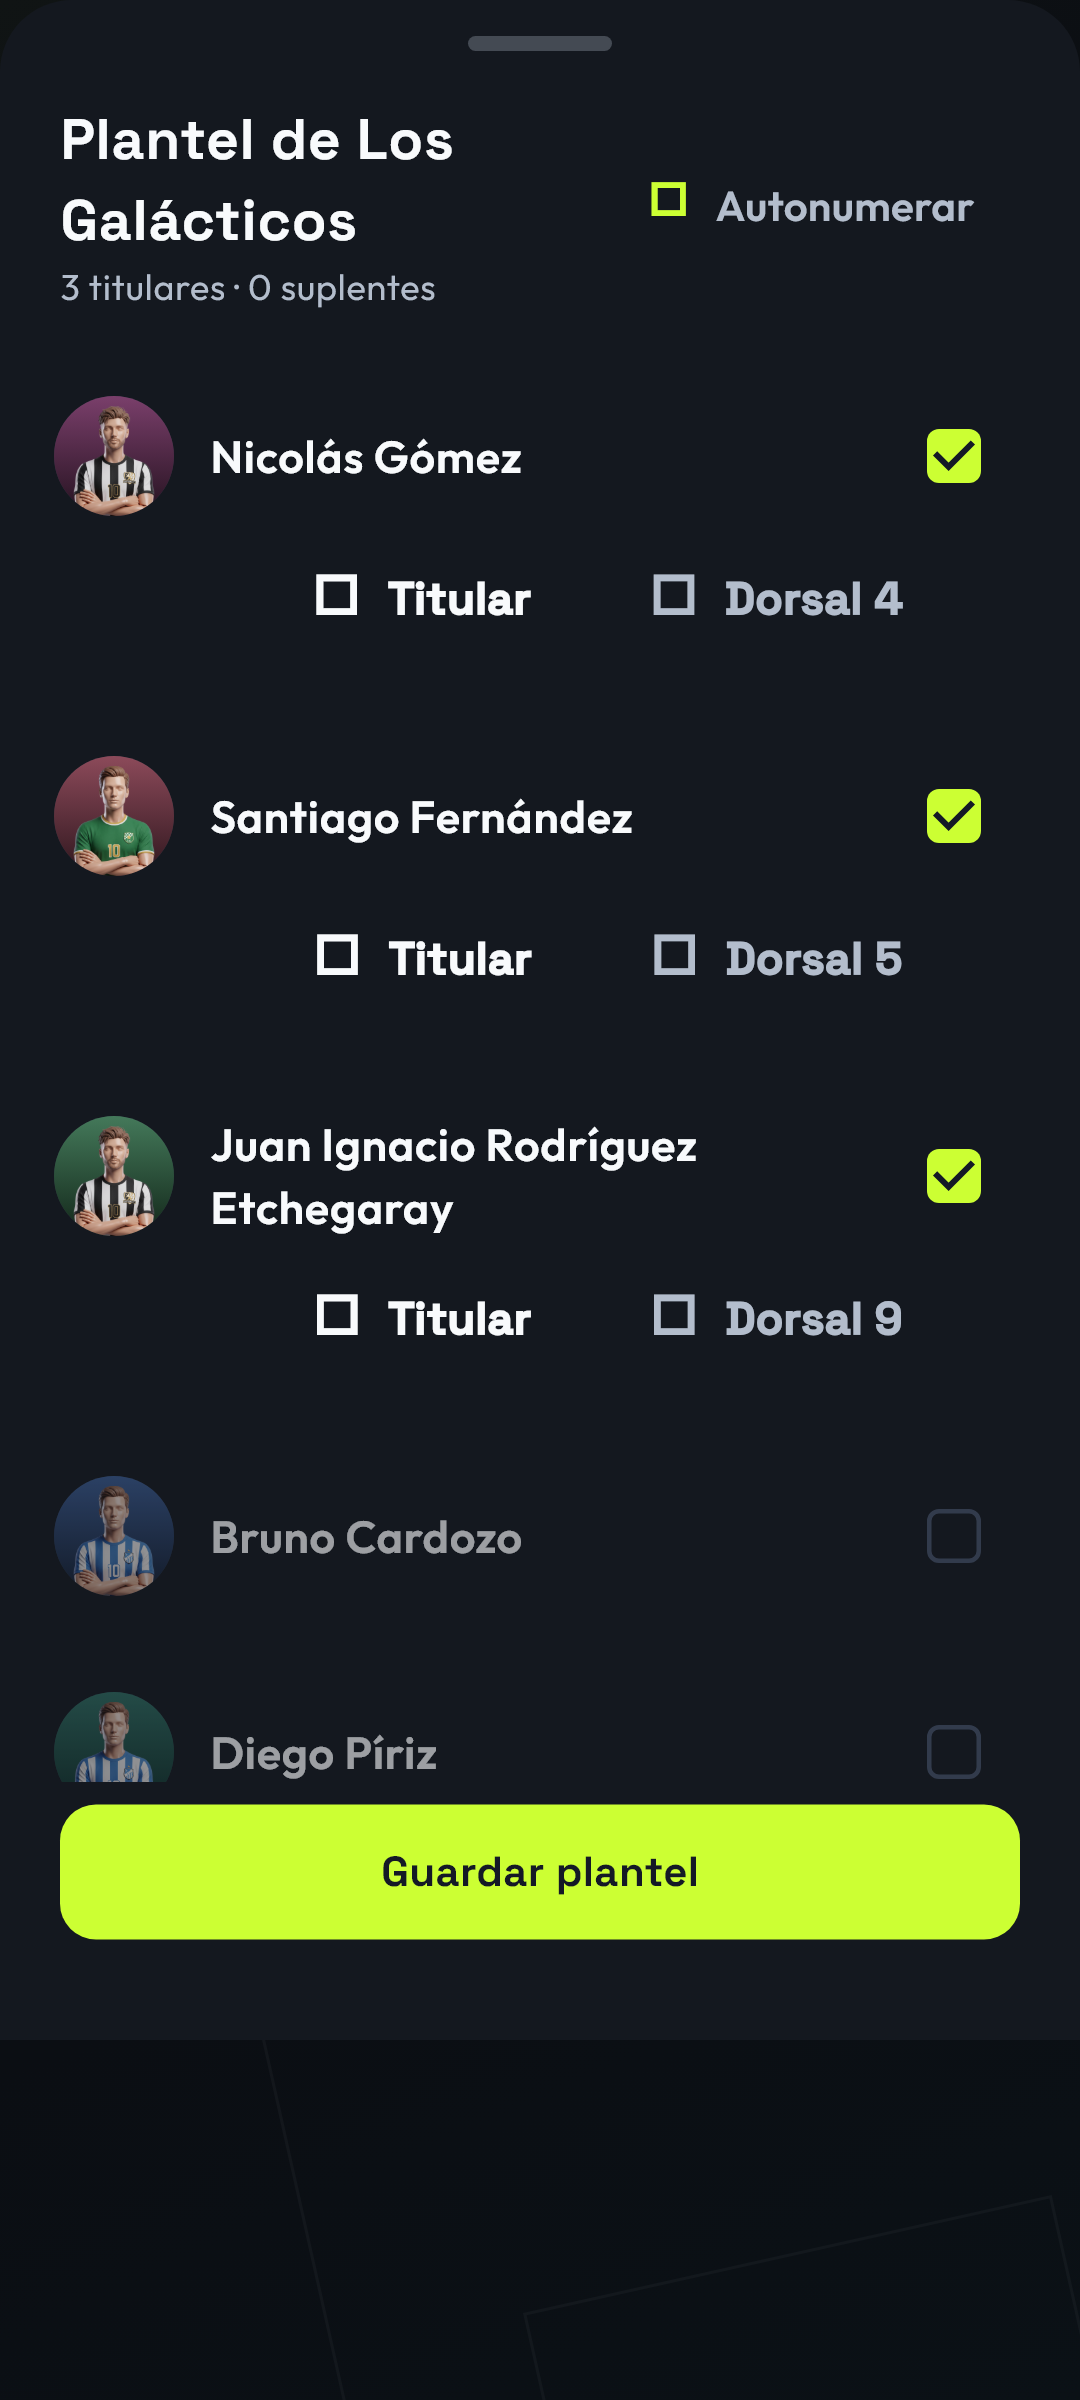 Plantel de Los
Galácticos
Autonumerar
3 titulares · 0 suplentes
Nicolás Gómez
Titular
Dorsal 4
Santiago Fernández
Titular
Dorsal 5
Juan Ignacio Rodríguez
Etchegaray
Titular
Dorsal 9
Bruno Cardozo
Diego Píriz
Guardar plantel